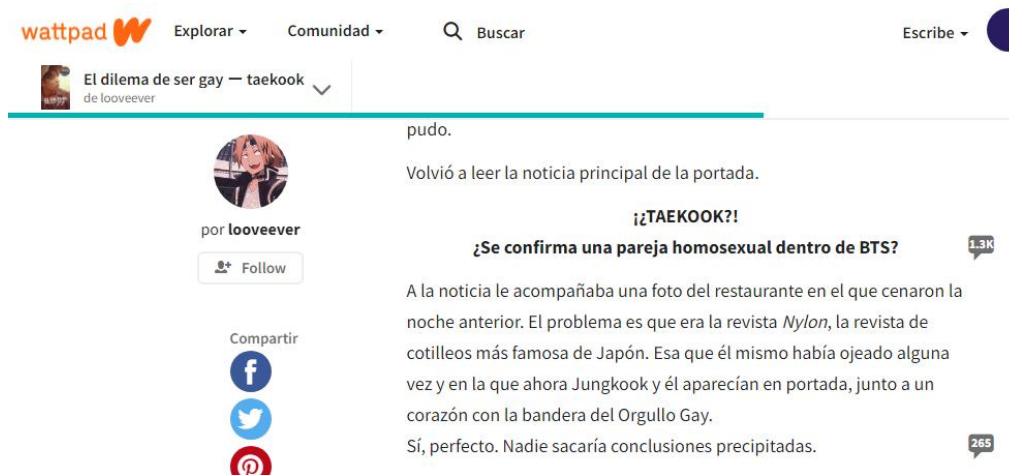 wattpad Explorar Comunidad Buscar Escribe
El dilema de ser gay — taekook
de looveever
pudo.
Volvió a leer la noticia principal de la portada.
¡¿TAEKOOK?!
¿Se confirma una pareja homosexual dentro de BTS? 1.3K
por looveever
Follow
A la noticia le acompañaba una foto del restaurante en el que cenaron la
noche anterior. El problema es que era la revista Nylon, la revista de
cotilleos más famosa de Japón. Esa que él mismo había ojeado alguna
vez y en la que ahora Jungkook y él aparecían en portada, junto a un
corazón con la bandera del Orgullo Gay.
Sí, perfecto. Nadie sacaría conclusiones precipitadas. 265
Compartir